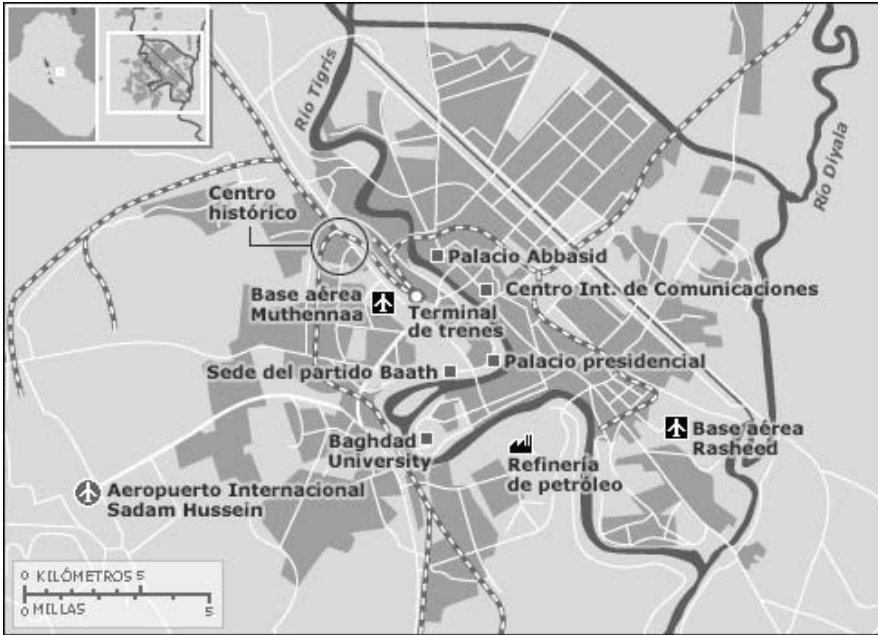 Río Tigris
Río Diyala
Centro
histórico
Palacio Abbasid
Base aérea
Muthennaa
Centro Int. de Comunicaciones
Terminal
de trenes
Palacio presidencial
Sede del partido Baath
Base aérea
Rasheed
Baghdad
University
Refinería
de petróleo
Aeropuerto Internacional
Sadam Hussein
0 KILÓMETROS 5
0 MILLAS 5